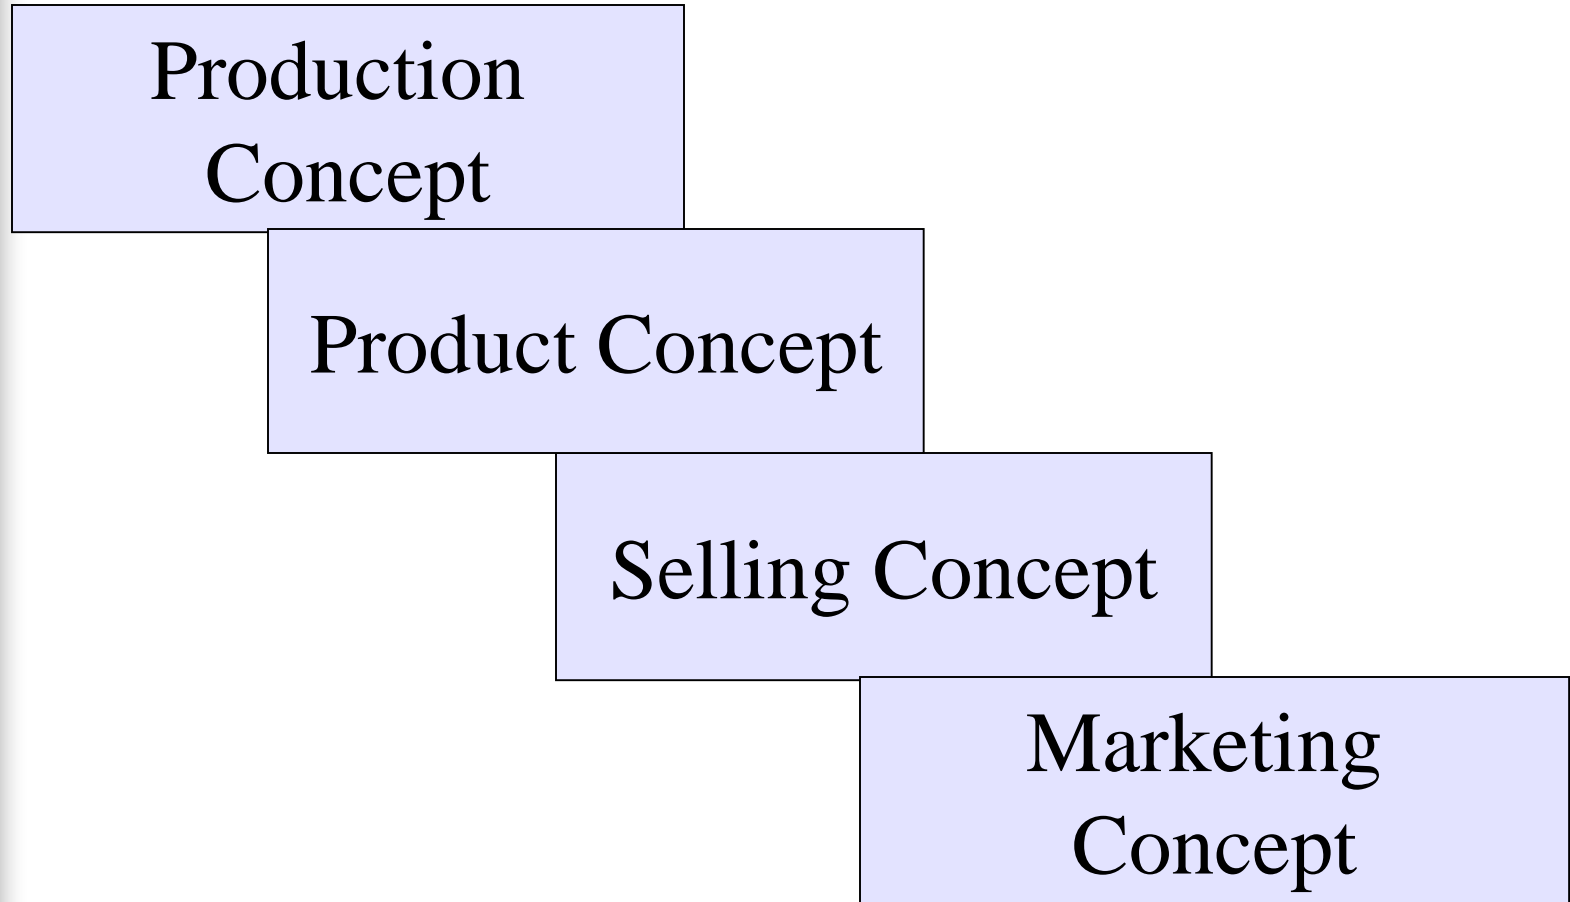 Production
Concept
Product Concept
Selling Concept
Marketing
Concept